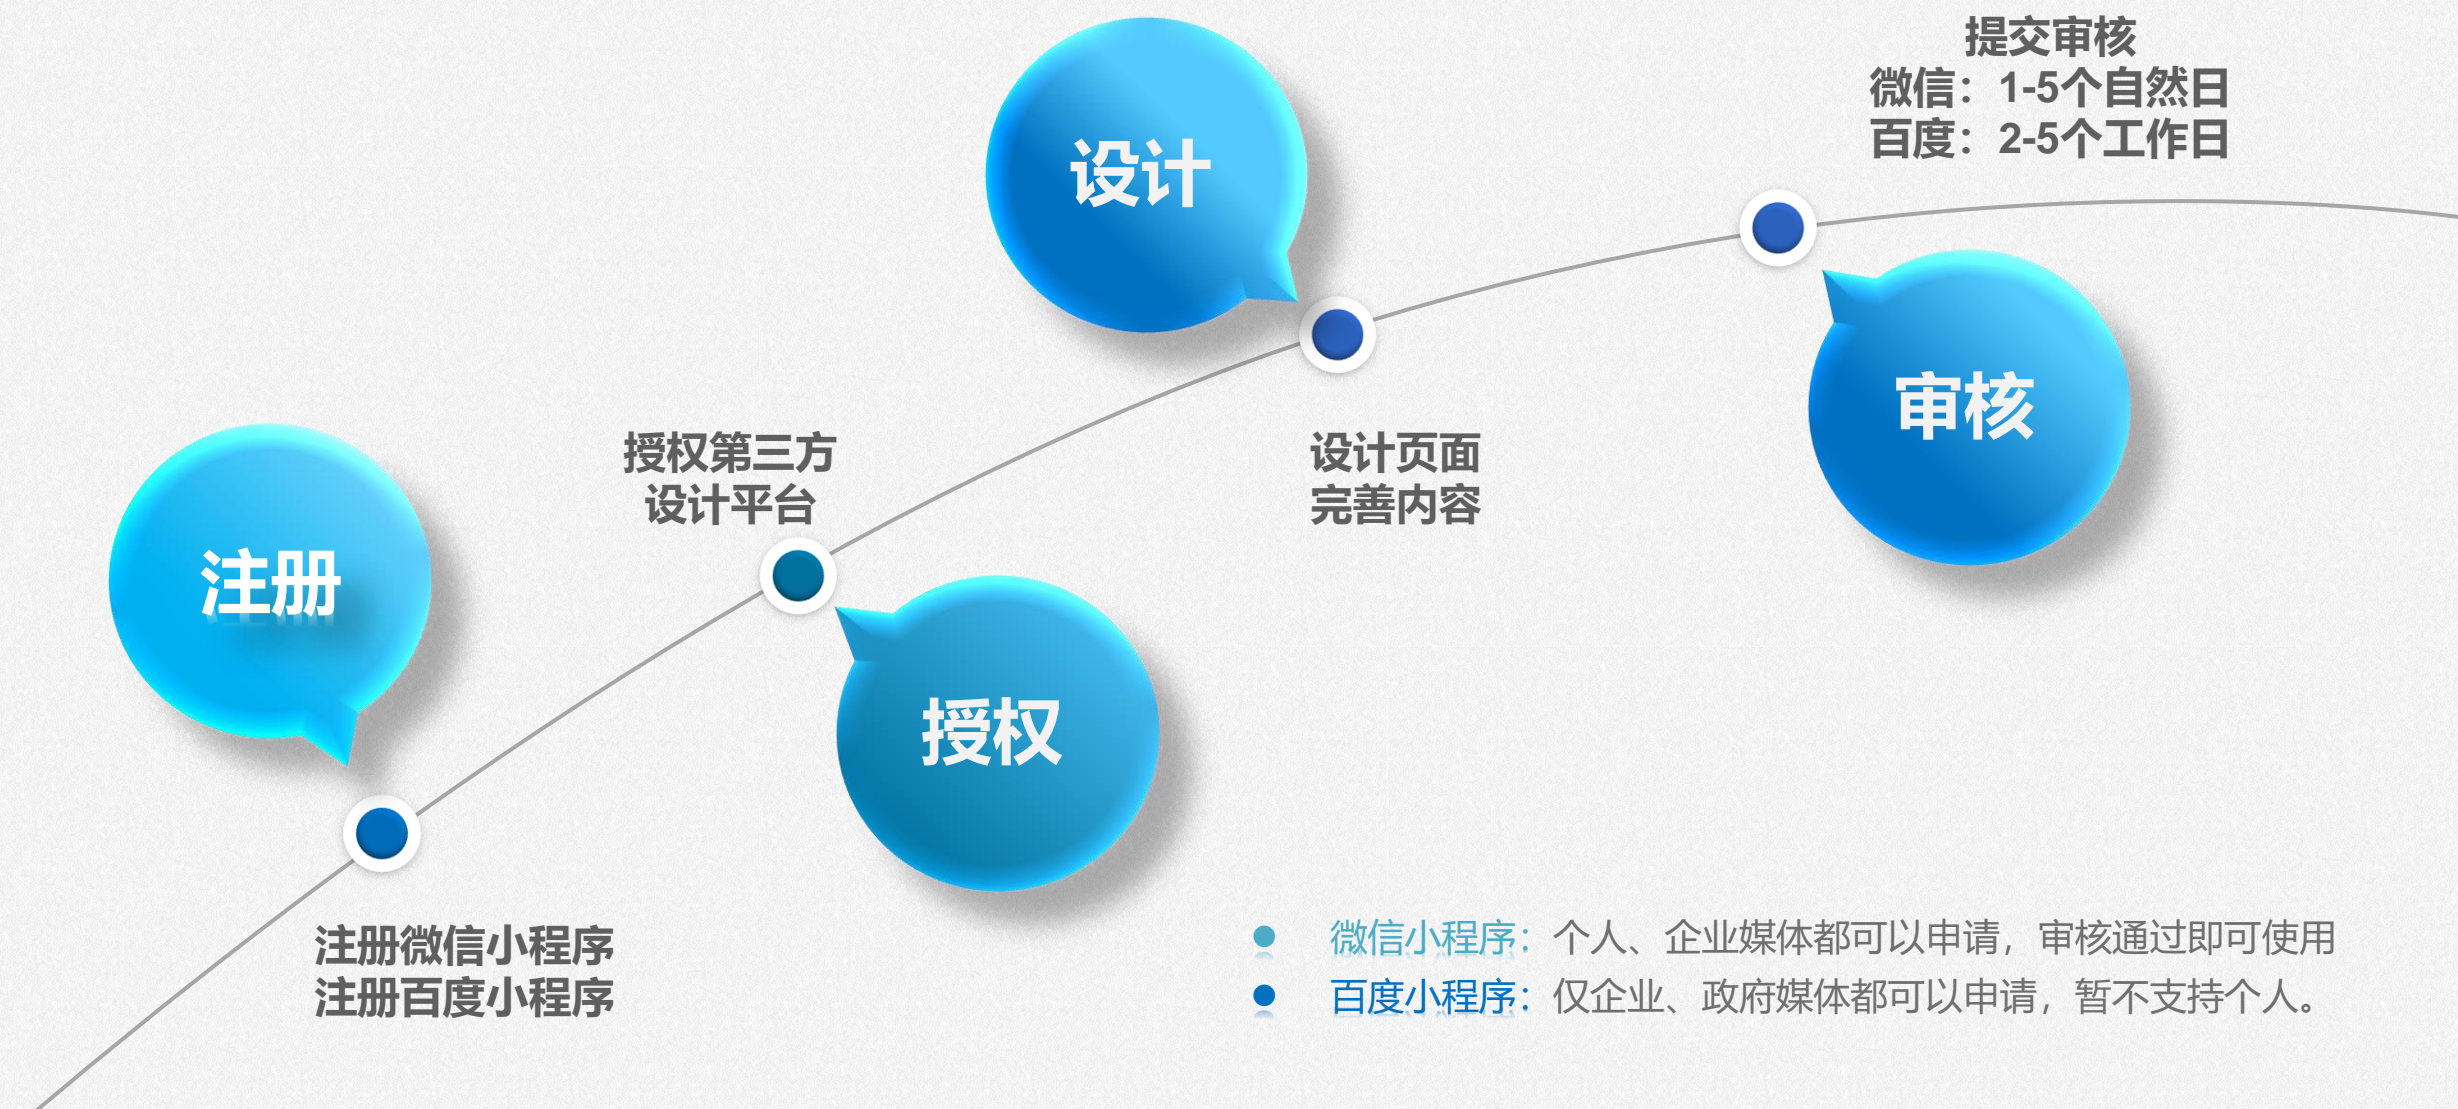 提交审核
微信：1-5个自然日
百度：2-5个工作日
设计
审核
授权第三方
设计平台
设计页面
完善内容
注册
授权
注册微信小程序
注册百度小程序
微信小程序：个人、企业媒体都可以申请，审核通过即可使用
百度小程序：仅企业、政府媒体都可以申请，暂不支持个人。